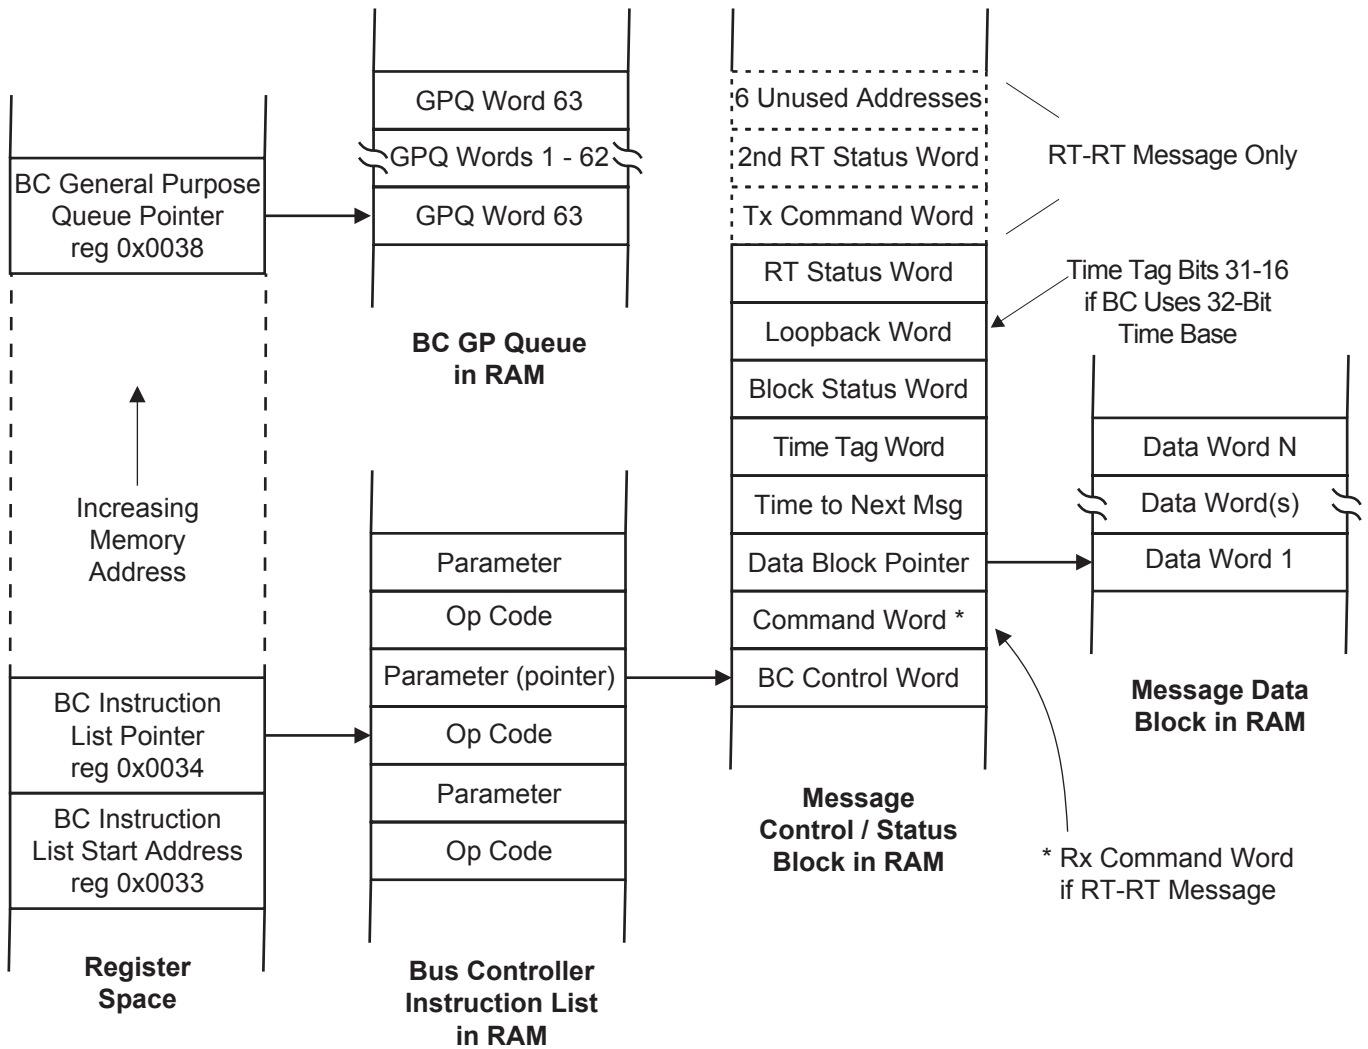 BC General Purpose
Queue Pointer
reg 0x0038
Increasing
Memory
Address
BC Instruction
List Pointer
reg 0x0034
BC Instruction
List Start Address
reg 0x0033
Register
Space
GPQ Word 63
GPQ Words 1 - 62
GPQ Word 63
BC GP Queue
in RAM
Parameter
Op Code
Parameter (pointer)
Op Code
Parameter
Op Code
Bus Controller
Instruction List
in RAM
6 Unused Addresses
2nd RT Status Word
Tx Command Word
RT Status Word
Loopback Word
Block Status Word
Time Tag Word
Time to Next Msg
Data Block Pointer
Command Word *
BC Control Word
Message
Control / Status
Block in RAM
RT-RT Message Only
Time Tag Bits 31-16
if BC Uses 32-Bit
Time Base
Data Word N
Data Word(s)
Data Word 1
Message Data
Block in RAM
* Rx Command Word
if RT-RT Message